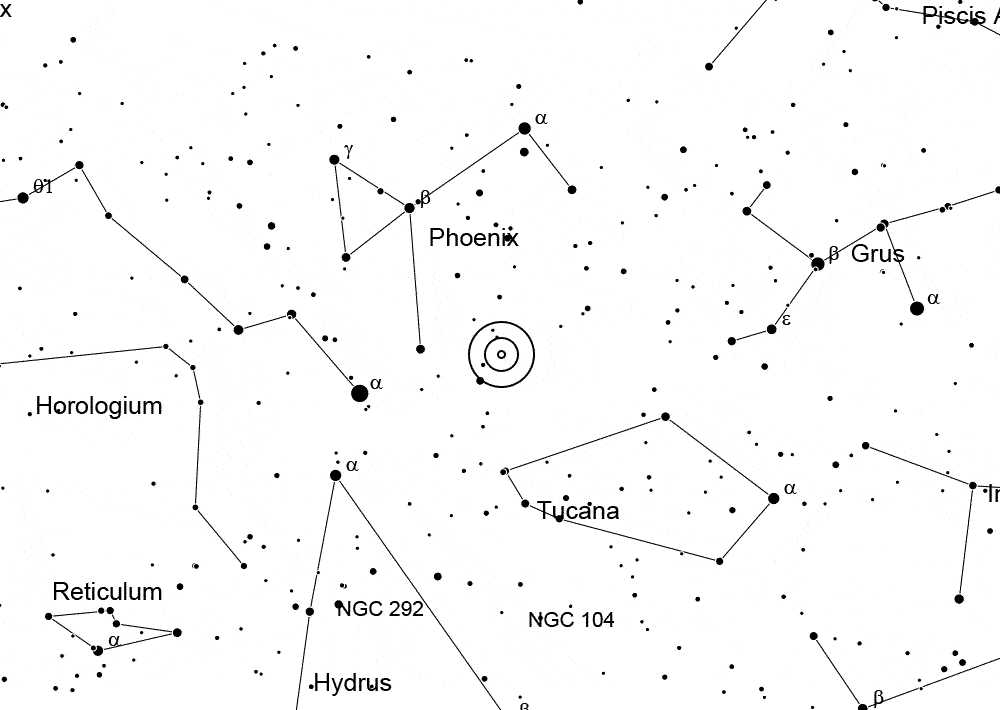 x
Piscis A
α
γ
θ1
β
Phoenix
β
Grus
α
ε
α
Horologium
α
α
Tucana
In
Reticulum
NGC 292
NGC 104
α
Hydrus
β
β